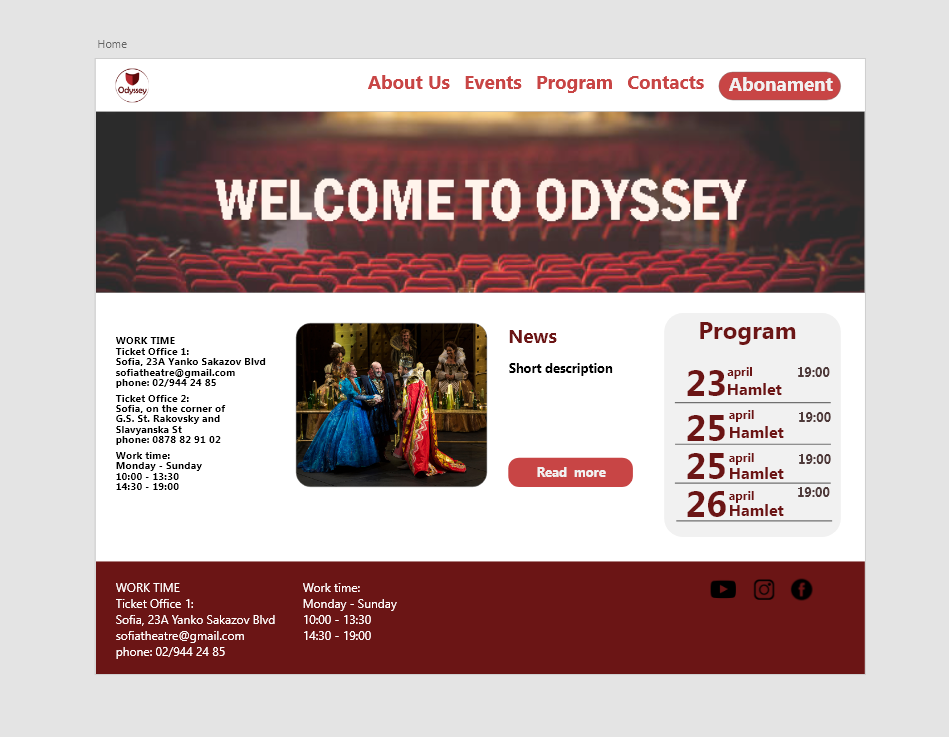 Home
Odyssey
About Us Events Program Contacts Abonament
WELCOME TO ODYSSEY
WORK TIME
Ticket Office 1:
Sofia, 23A Yanko Sakazov Blvd
sofiatheatre@gmail.com
phone: 02/944 24 85
Ticket Office 2:
Sofia, on the corner of
G.S. St. Rakovsky and
Slavyanska St
phone: 0878 82 91 02
Work time:
Monday - Sunday
10:00 - 13:30
14:30 - 19:00
News
Short description
Read more
Program
23 april 19:00
Hamlet
25 april 19:00
Hamlet
25 april 19:00
Hamlet
26 april 19:00
Hamlet
WORK TIME
Ticket Office 1:
Sofia, 23A Yanko Sakazov Blvd
sofiatheatre@gmail.com
phone: 02/944 24 85
Work time:
Monday - Sunday
10:00 - 13:30
14:30 - 19:00